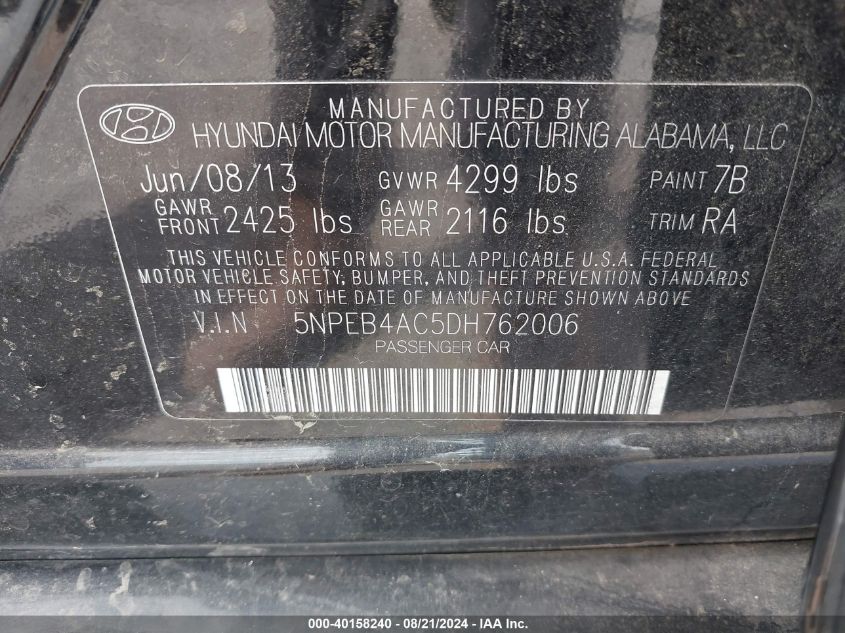 MANUFACTURED BY
HYUNDAI MOTOR MANUFACTURING ALABAMA, LLC
Jun/08/13 GVWR 4299 lbs PAINT 7B
GAWR FRONT 2425 lbs GAWR REAR 2116 lbs TRIM RA
THIS VEHICLE CONFORMS TO ALL APPLICABLE U.S.A. FEDERAL
MOTOR VEHICLE SAFETY, BUMPER, AND THEFT PREVENTION STANDARDS
IN EFFECT ON THE DATE OF MANUFACTURE SHOWN ABOVE
V.I.N 5NPEB4AC5DH762006
PASSENGER CAR
000-40158240 - 08/21/2024 - IAA Inc.